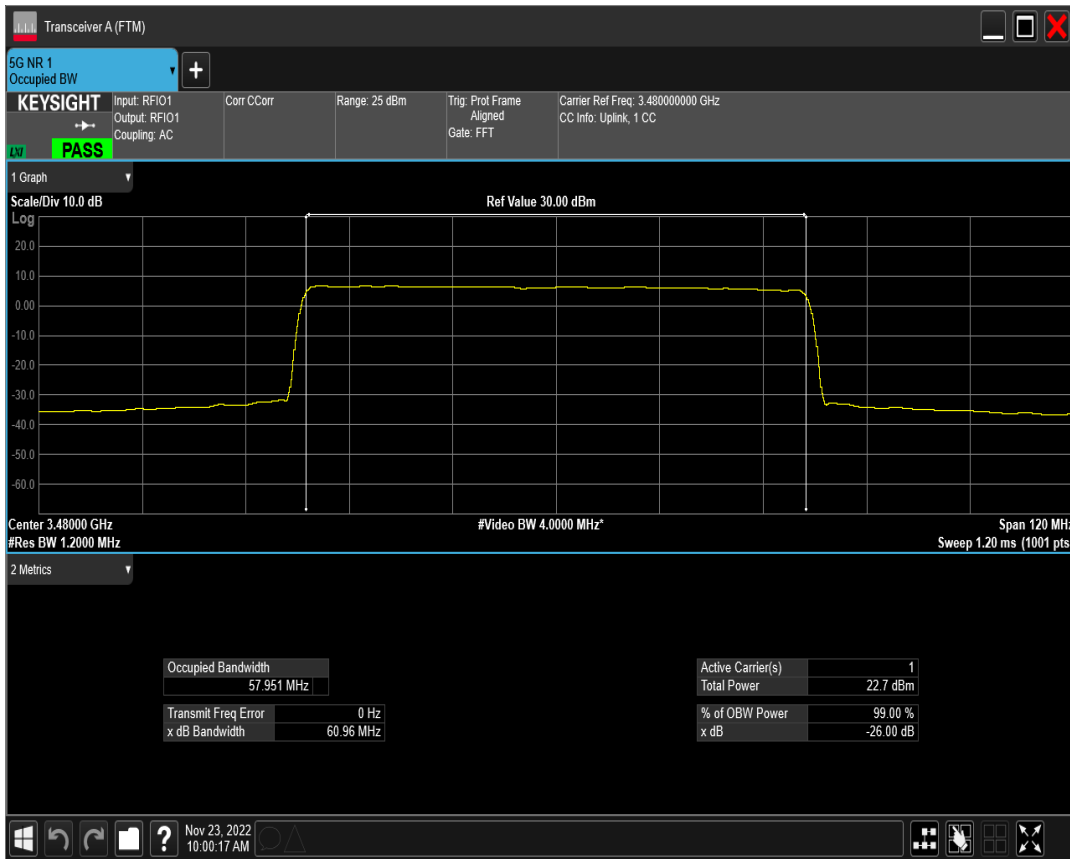 Transceiver A (FTM)
5G NR 1
Occupied BW
+
KEYSIGHT
LXI
PASS
Input: RFIO1
Output: RFIO1
Coupling: AC
Corr CCorr
Range: 25 dBm
Trig: Prot Frame
Aligned
Gate: FFT
Carrier Ref Freq: 3.480000000 GHz
CC Info: Uplink, 1 CC
1 Graph
Scale/Div 10.0 dB
Ref Value 30.00 dBm
Log
20.0
10.0
0.00
-10.0
-20.0
-30.0
-40.0
-50.0
-60.0
Center 3.48000 GHz
#Video BW 4.0000 MHz*
Span 120 MHz
#Res BW 1.2000 MHz
Sweep 1.20 ms (1001 pts
2 Metrics
Occupied Bandwidth
57.951 MHz
Transmit Freq Error 0 Hz
x dB Bandwidth 60.96 MHz
Active Carrier(s) 1
Total Power 22.7 dBm
% of OBW Power 99.00 %
x dB -26.00 dB
?
Nov 23, 2022
10:00:17 AM